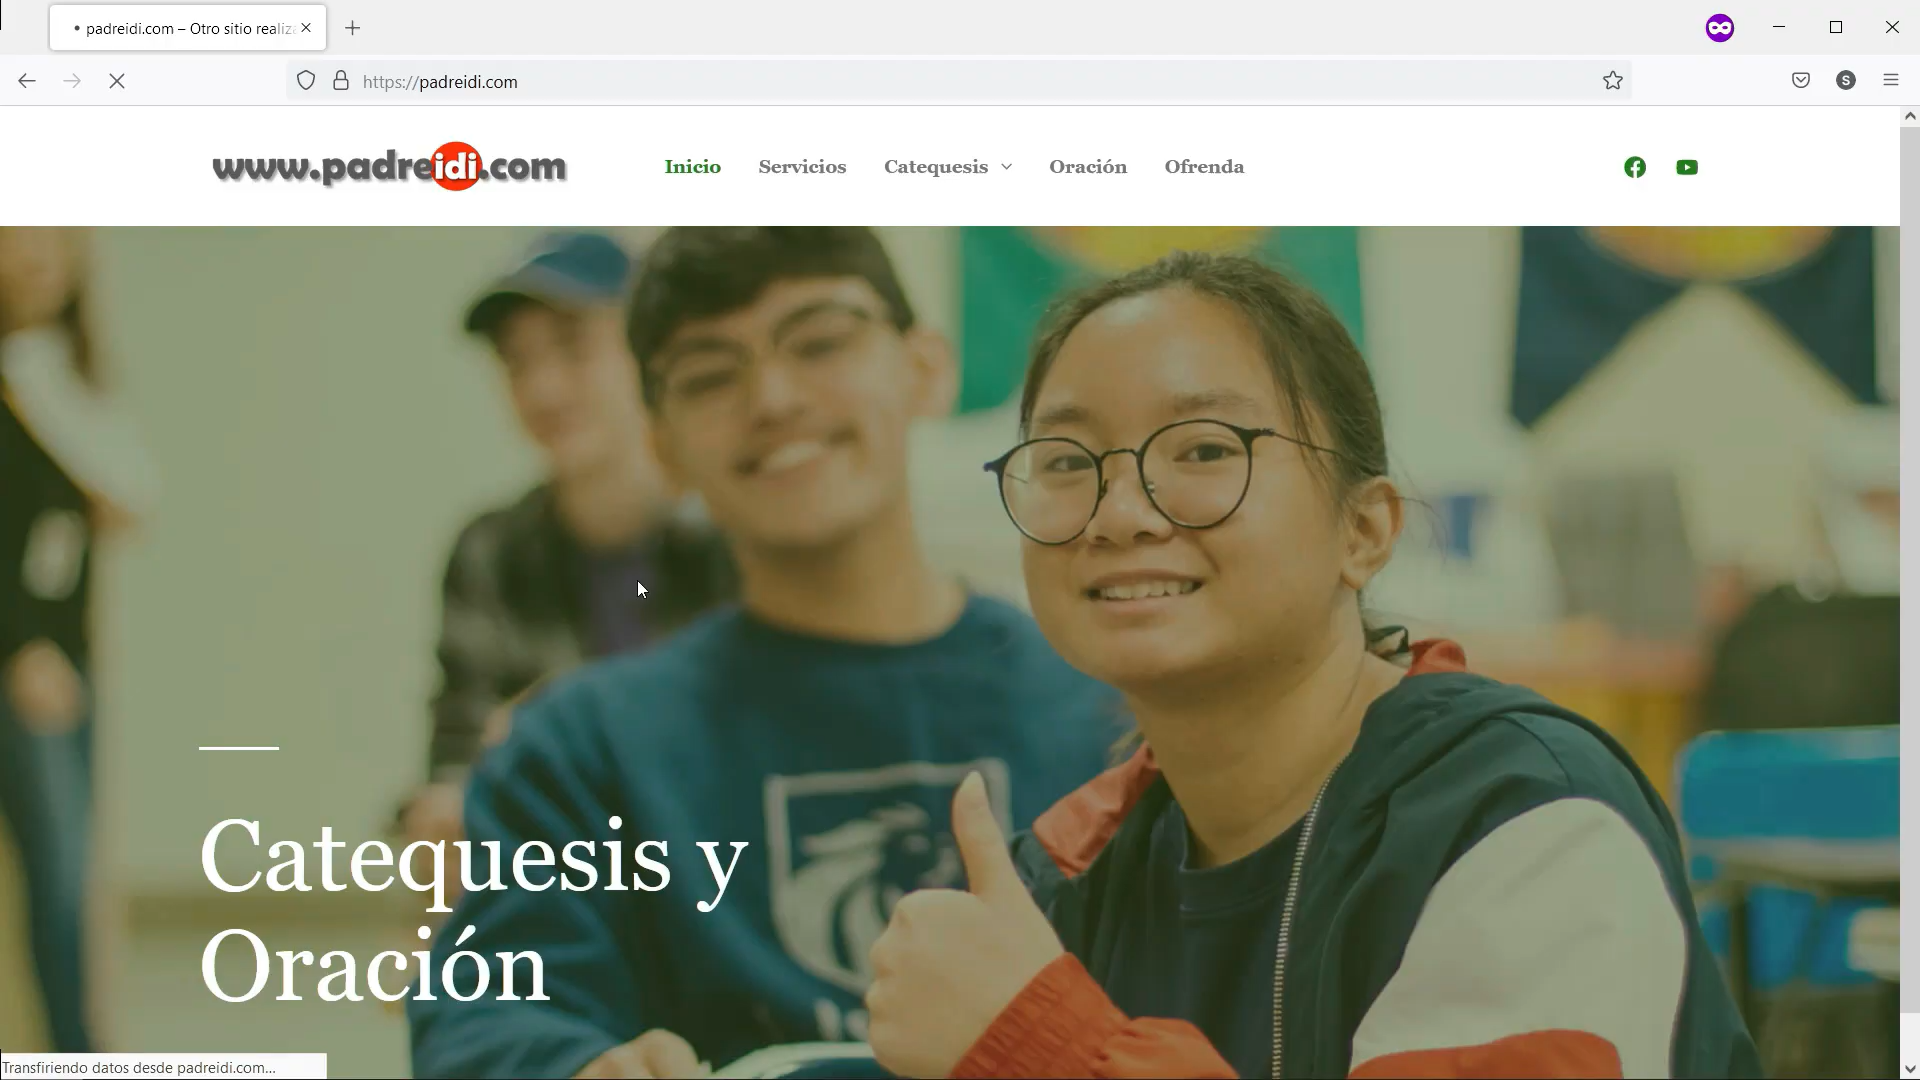 padreidi.com – Otro sitio realiza
https://padreidi.com
S
www.padreidi.com
Inicio
Servicios
Catequesis
Oración
Ofrenda
Catequesis y
Oración
Transfiriendo datos desde padreidi.com...